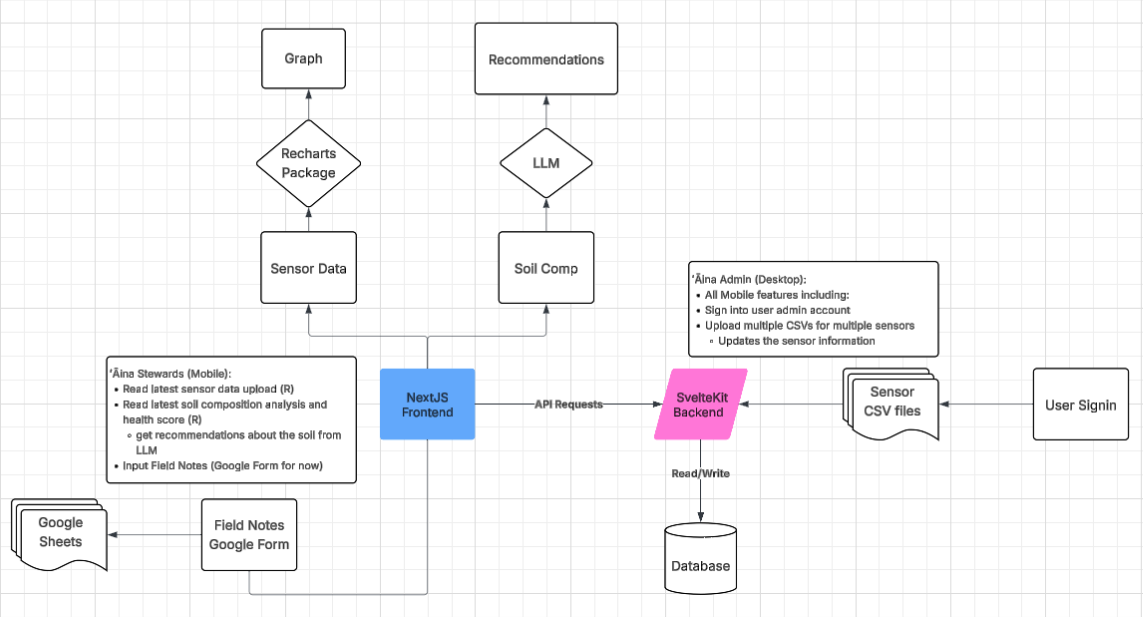 Graph
Recommendations
Recharts
Package
LLM
Sensor Data
Soil Comp
'Āina Admin (Desktop):
• All Mobile features including:
• Sign into user admin account
• Upload multiple CSVs for multiple sensors
◦ Updates the sensor information
'Āina Stewards (Mobile):
• Read latest sensor data upload (R)
• Read latest soil composition analysis and
health score (R)
◦ get recommendations about the soil from
LLM
• Input Field Notes (Google Form for now)
NextJS
Frontend
API Requests
SvelteKit
Backend
Sensor
CSV files
User Signin
Read/Write
Google
Sheets
Field Notes
Google Form
Database